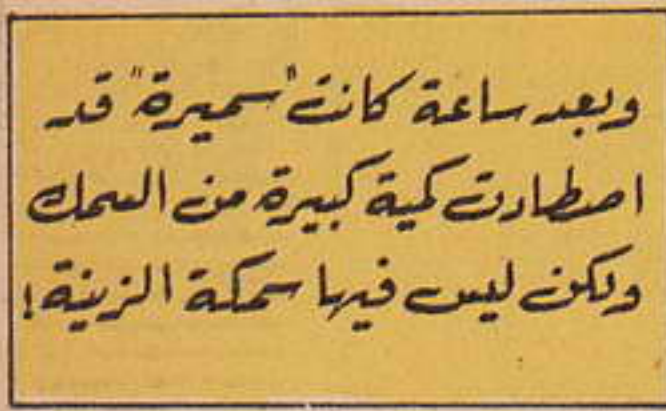 وبعد ساعة كانت "سميرة" قد
اصطادت كمية كبيرة من السمك
ولكن ليس فيها سمكة الزينة!